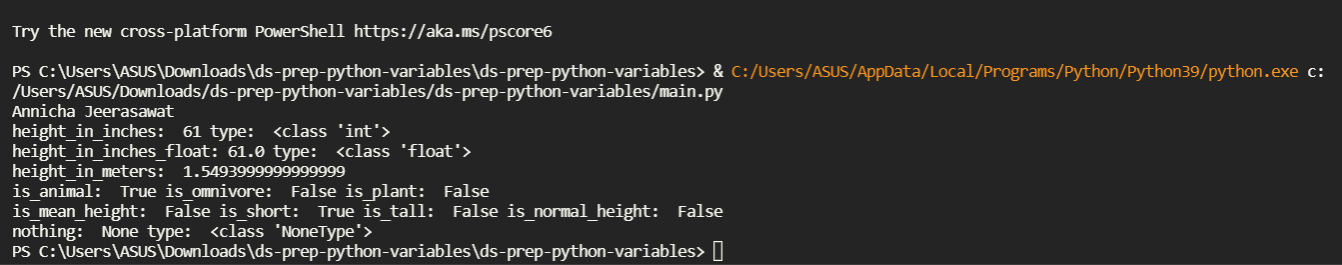 Try the new cross-platform PowerShell https://aka.ms/pscore6
PS C:\Users\ASUS\Downloads\ds-prep-python-variables\ds-prep-python-variables> & C:/Users/ASUS/AppData/Local/Programs/Python/Python39/python.exe c:
/Users/ASUS/Downloads/ds-prep-python-variables/ds-prep-python-variables/main.py
Annicha Jeerasawat
height_in_inches:  61 type:  <class 'int'>
height_in_inches_float: 61.0 type:  <class 'float'>
height_in_meters:  1.5493999999999999
is_animal:  True is_omnivore:  False is_plant:  False
is_mean_height:  False is_short:  True is_tall:  False is_normal_height:  False
nothing:  None type:  <class 'NoneType'>
PS C:\Users\ASUS\Downloads\ds-prep-python-variables\ds-prep-python-variables>